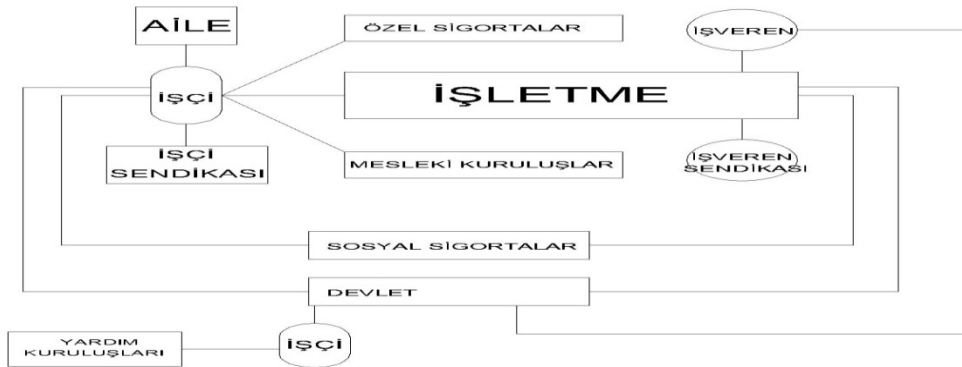 AİLE
ÖZEL SİGORTALAR
İŞVEREN
İŞÇİ
İŞLETME
İŞÇİ
SENDİKASI
MESLEKİ KURULUŞLAR
İŞVEREN
SENDİKASI
SOSYAL SİGORTALAR
DEVLET
YARDIM
KURULUŞLARI
İŞÇİ